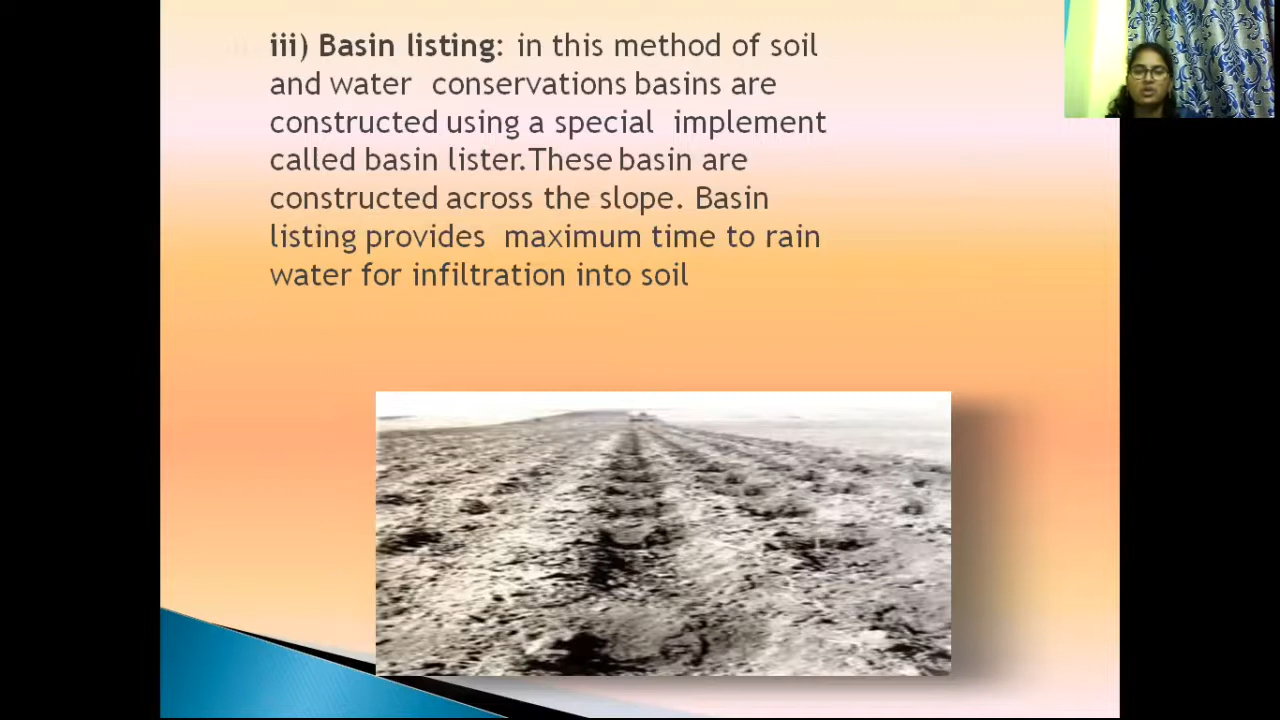 iii) Basin listing: in this method of soil
and water conservations basins are
constructed using a special implement
called basin lister.These basin are
constructed across the slope. Basin
listing provides maximum time to rain
water for infiltration into soil